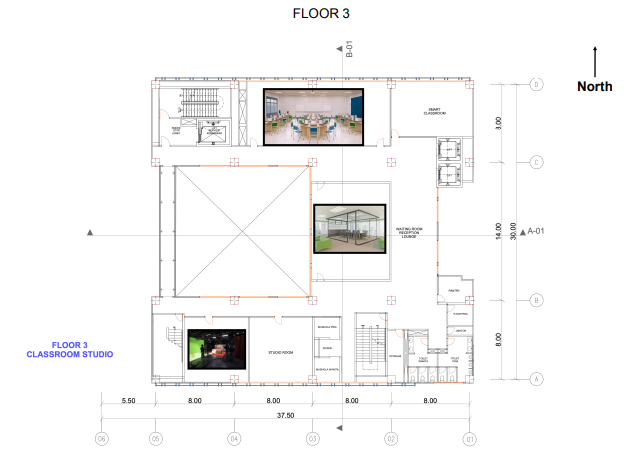 FLOOR 3
B-01
North
D
SMART
CLASSROOM
3.00
C
WAITING ROOM
RECEPTION
LOUNGE
14.00
30.00
A-01
PANTRY
B
JANITOR
FLOOR 3
CLASSROOM STUDIO
STUDIO ROOM
8.00
A
5.50
8.00
8.00
8.00
8.00
37.50
06
05
04
03
02
01